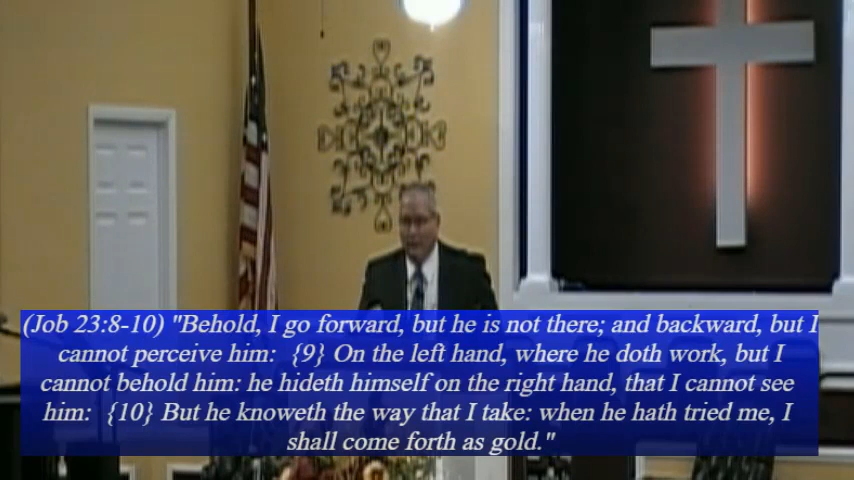 (Job 23:8-10) "Behold, I go forward, but he is not there; and backward, but I
cannot perceive him:  {9} On the left hand, where he doth work, but I
cannot behold him: he hideth himself on the right hand, that I cannot see
him:  {10} But he knoweth the way that I take: when he hath tried me, I
shall come forth as gold."